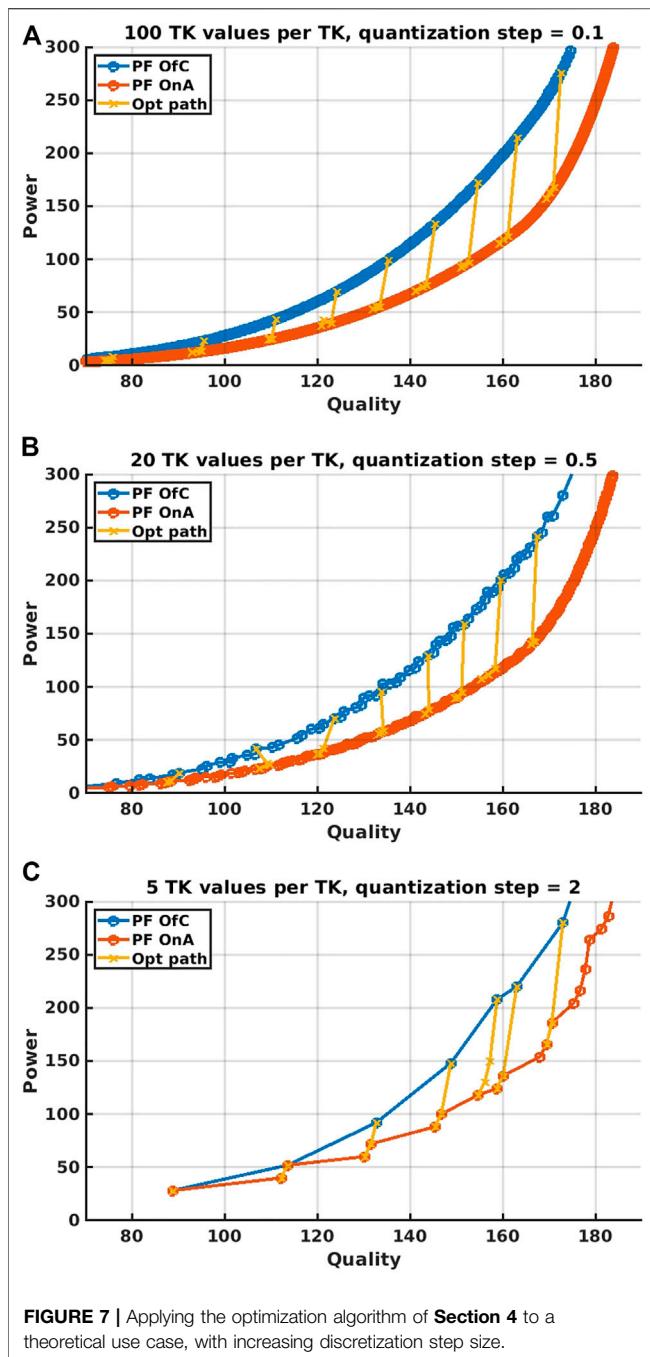 A
100 TK values per TK, quantization step = 0.1
300
250
200
150
100
50
0
Power
PF OfC
PF OnA
Opt path
80 100 120 140 160 180
Quality
B
20 TK values per TK, quantization step = 0.5
300
250
200
150
100
50
0
Power
PF OfC
PF OnA
Opt path
80 100 120 140 160 180
Quality
C
5 TK values per TK, quantization step = 2
300
250
200
150
100
50
0
Power
PF OfC
PF OnA
Opt path
80 100 120 140 160 180
Quality
FIGURE 7 | Applying the optimization algorithm of Section 4 to a
theoretical use case, with increasing discretization step size.